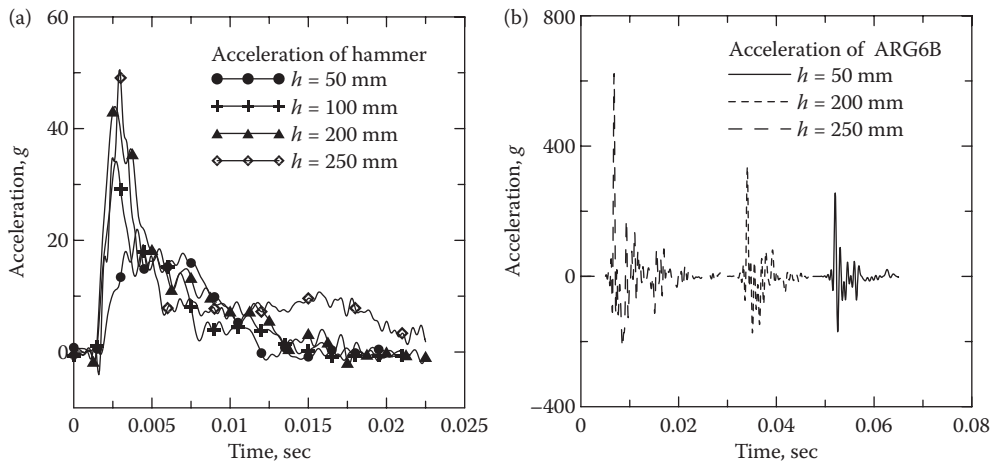 (a)
60
40
20
0
Acceleration, g
Acceleration of hammer
h = 50 mm
h = 100 mm
h = 200 mm
h = 250 mm
0 0.005 0.01 0.015 0.02 0.025
Time, sec
(b)
800
400
0
−400
Acceleration, g
Acceleration of ARG6B
h = 50 mm
h = 200 mm
h = 250 mm
0 0.02 0.04 0.06 0.08
Time, sec